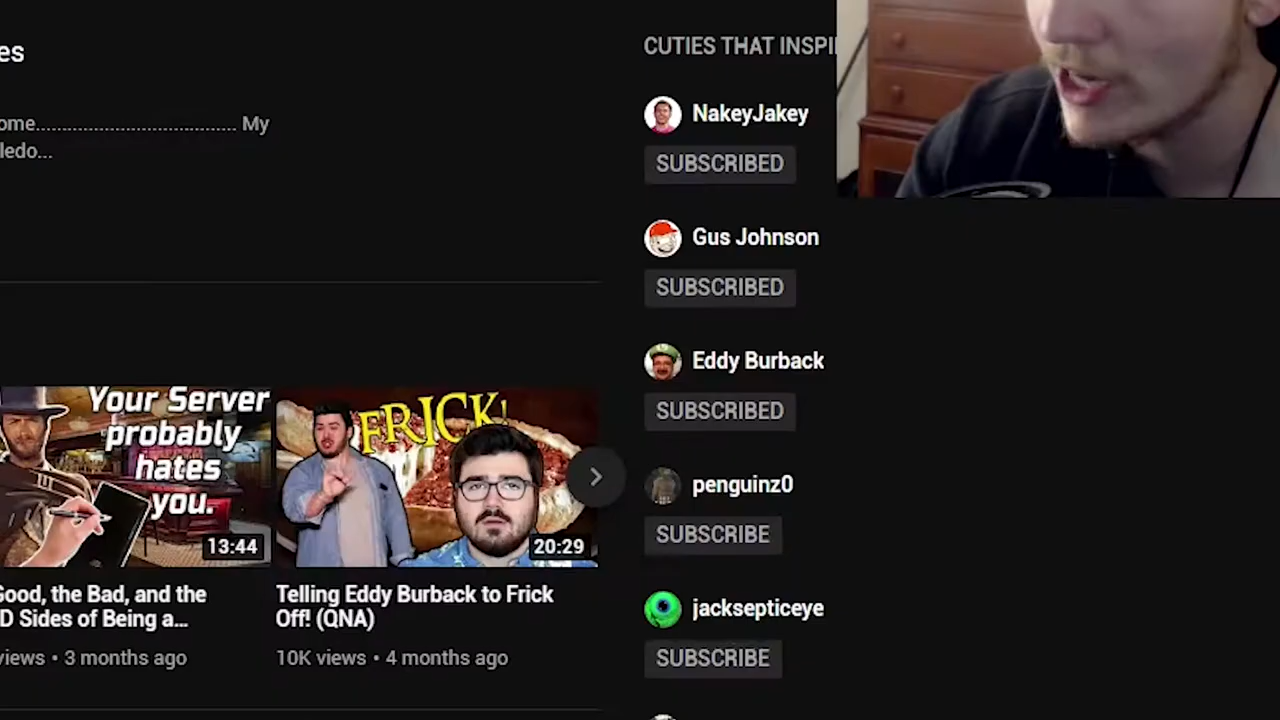 es
ome...................................... My
ledo...
CUTIES THAT INSPI
NakeyJakey
SUBSCRIBED
Gus Johnson
SUBSCRIBED
Eddy Burback
SUBSCRIBED
penguinz0
SUBSCRIBE
jacksepticeye
SUBSCRIBE
Your Server
probably
hates
you.
13:44
Good, the Bad, and the
D Sides of Being a...
views • 3 months ago
FRICK!
20:29
Telling Eddy Burback to Frick
Off! (QNA)
10K views • 4 months ago